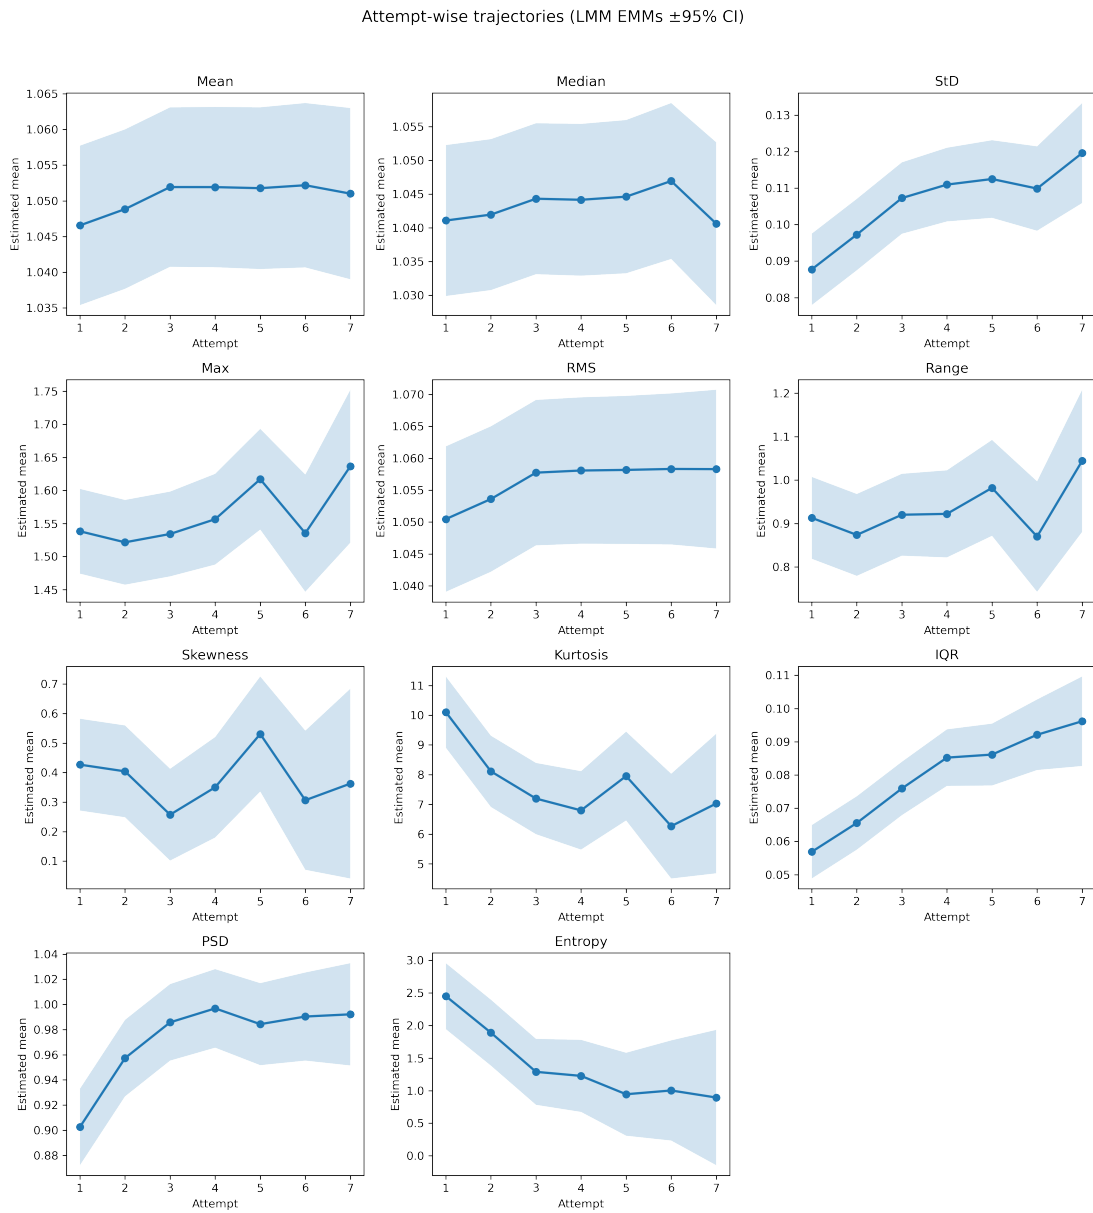 Attempt-wise trajectories (LMM EMMs ±95% CI)
Mean
Estimated mean
1.065
1.060
1.055
1.050
1.045
1.040
1.035
1 2 3 4 5 6 7
Attempt
Median
Estimated mean
1.055
1.050
1.045
1.040
1.035
1.030
1 2 3 4 5 6 7
Attempt
StD
Estimated mean
0.13
0.12
0.11
0.10
0.09
0.08
1 2 3 4 5 6 7
Attempt
Max
Estimated mean
1.75
1.70
1.65
1.60
1.55
1.50
1.45
1 2 3 4 5 6 7
Attempt
RMS
Estimated mean
1.070
1.065
1.060
1.055
1.050
1.045
1.040
1 2 3 4 5 6 7
Attempt
Range
Estimated mean
1.2
1.1
1.0
0.9
0.8
1 2 3 4 5 6 7
Attempt
Skewness
Estimated mean
0.7
0.6
0.5
0.4
0.3
0.2
0.1
1 2 3 4 5 6 7
Attempt
Kurtosis
Estimated mean
11
10
9
8
7
6
5
1 2 3 4 5 6 7
Attempt
IQR
Estimated mean
0.11
0.10
0.09
0.08
0.07
0.06
0.05
1 2 3 4 5 6 7
Attempt
PSD
Estimated mean
1.04
1.02
1.00
0.98
0.96
0.94
0.92
0.90
0.88
1 2 3 4 5 6 7
Attempt
Entropy
Estimated mean
3.0
2.5
2.0
1.5
1.0
0.5
0.0
1 2 3 4 5 6 7
Attempt